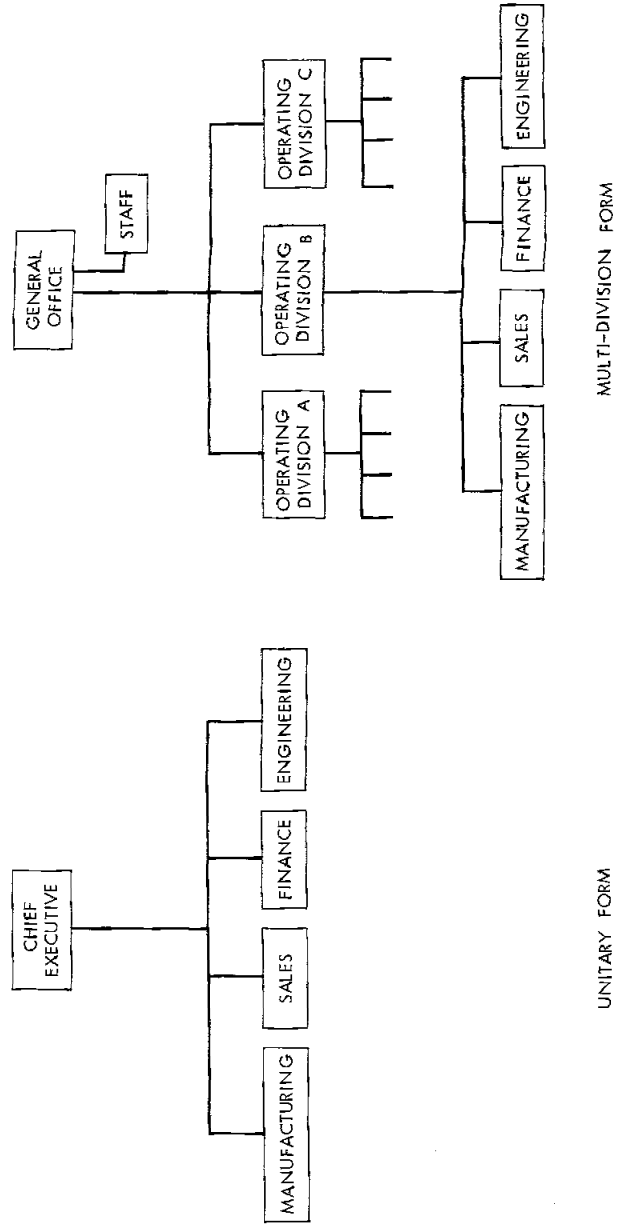 CHIEF
EXECUTIVE
MANUFACTURING
SALES
FINANCE
ENGINEERING
UNITARY FORM
GENERAL
OFFICE
STAFF
OPERATING
DIVISION A
OPERATING
DIVISION B
OPERATING
DIVISION C
MANUFACTURING
SALES
FINANCE
ENGINEERING
MULTI-DIVISION FORM